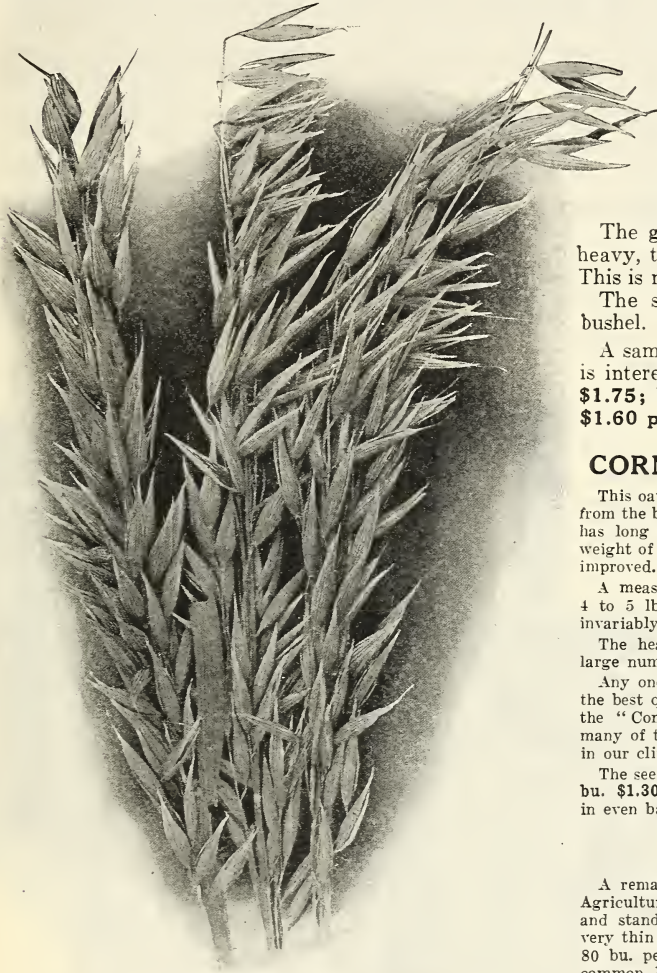 The g
heavy, t
This is r
The s
bushel.
A sam
is intere
$1.75;
$1.60 p
CORN
This oa
from the b
has long
weight of
improved.
A meas
4 to 5 lb
invariably
The hea
large num
Any one
the best q
the "Cor
many of t
in our cli
The see
bu. $1.30
in even ba
A rema
Agricultur
and stand
very thin
80 bu. pe